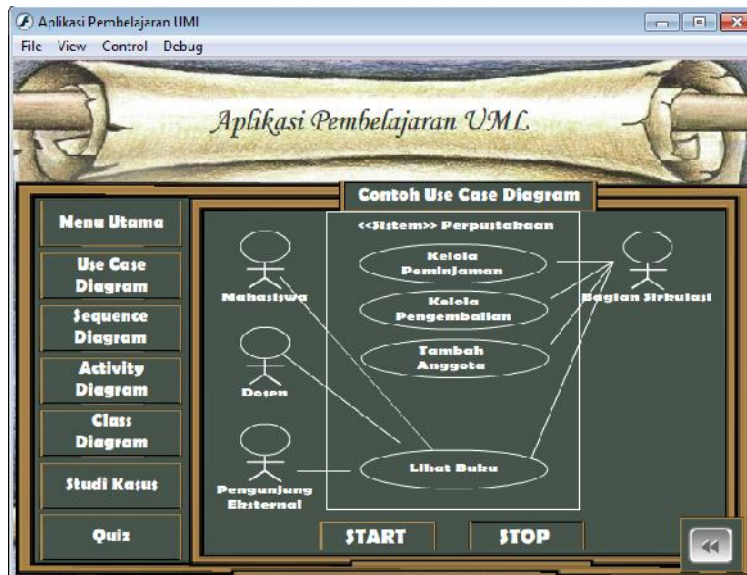 Aplikasi Pembelajaran UML
File View Control Debug
Aplikasi Pembelajaran UML
Contoh Use Case Diagram
Menu Utama
Use Case
Diagram
Sequence
Diagram
Activity
Diagram
Class
Diagram
Studi Kasus
Quiz
<<Sistem>> Perpustakaan
Kelola
Peminjaman
Kelola
Pengembalian
Tambah
Anggota
Lihat Buku
Mahasiswa
Dosen
Pengunjung
Eksternal
Bagian Sirkulasi
START
STOP